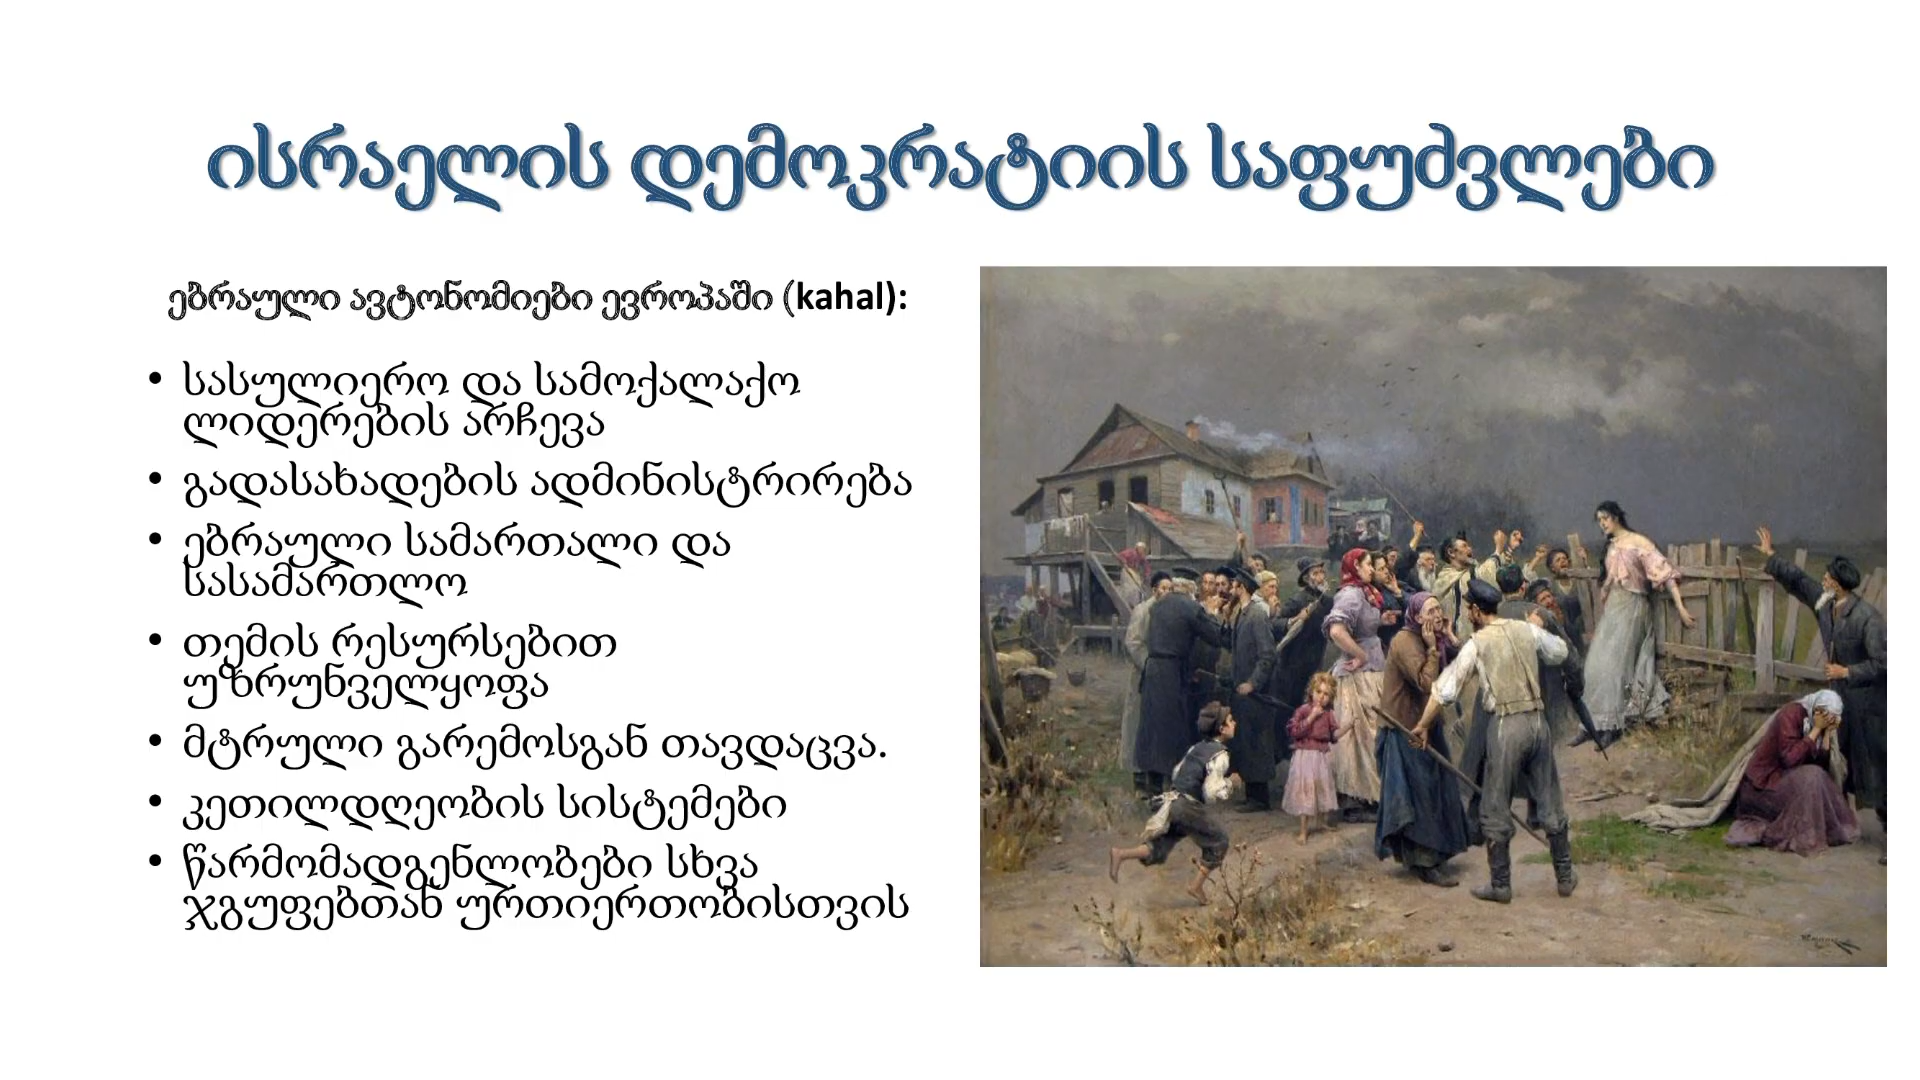 ისრაელის დემოკრატიის საფუძვლები
ებრაული ავტონომიები ევროპაში (kahal):
• სასულიერო და სამოქალაქო
ლიდერების არჩევა
• გადასახადების ადმინისტრირება
• ებრაული სამართალი და
სასამართლო
• თემის რესურსებით
უზრუნველყოფა
• მტრული გარემოსგან თავდაცვა.
• კეთილდღეობის სისტემები
• წარმომადგენლობები სხვა
ჯგუფებთან ურთიერთობისთვის